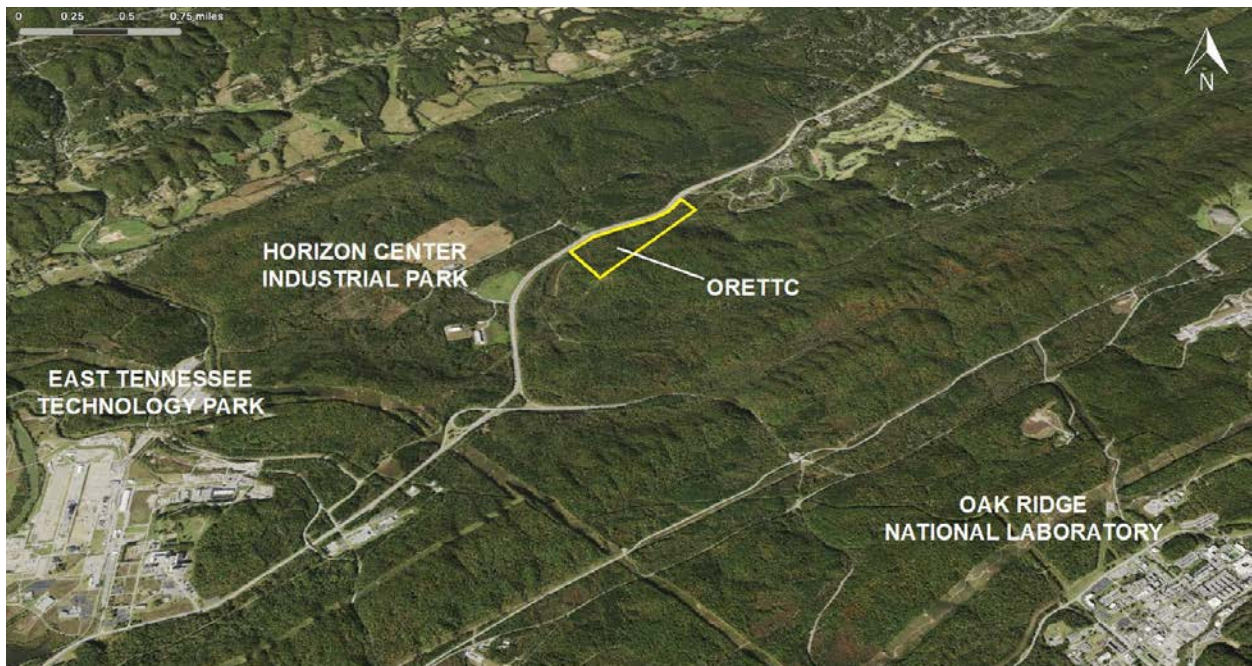 0 0.25 0.5 0.75 miles
N
HORIZON CENTER
INDUSTRIAL PARK
ORETTC
EAST TENNESSEE
TECHNOLOGY PARK
OAK RIDGE
NATIONAL LABORATORY